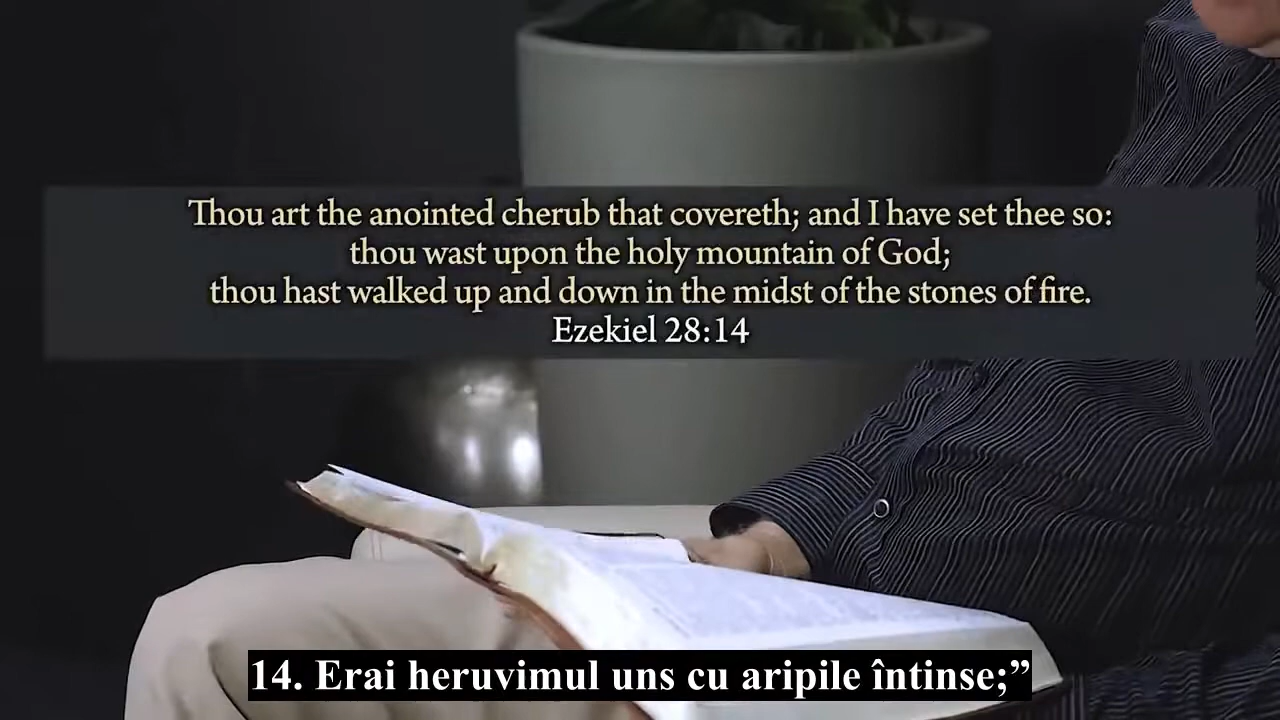 Thou art the anointed cherub that covereth; and I have set thee so:
thou wast upon the holy mountain of God;
thou hast walked up and down in the midst of the stones of fire.
Ezekiel 28:14
14. Erai heruvimul uns cu aripile întinse;”